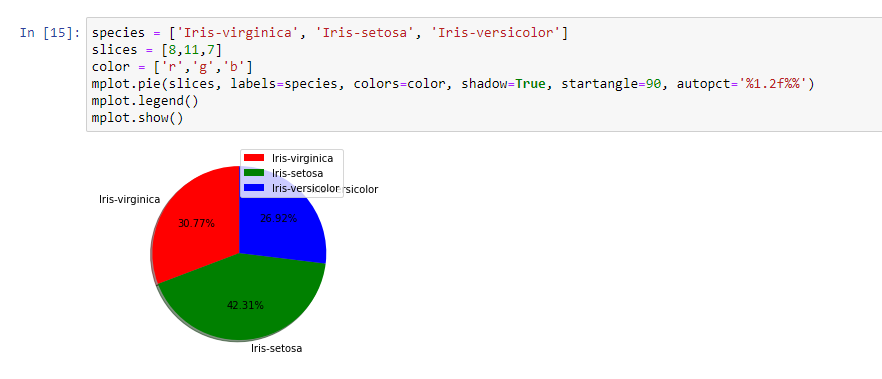 In [15]: species = ['Iris-virginica', 'Iris-setosa', 'Iris-versicolor']
slices = [8,11,7]
color = ['r','g','b']
mplot.pie(slices, labels=species, colors=color, shadow=True, startangle=90, autopct='%1.2f%%')
mplot.legend()
mplot.show()
Iris-virginica
Iris-setosa
Iris-versicolor rsicolor
Iris-virginica
26.92%
30.77%
42.31%
Iris-setosa